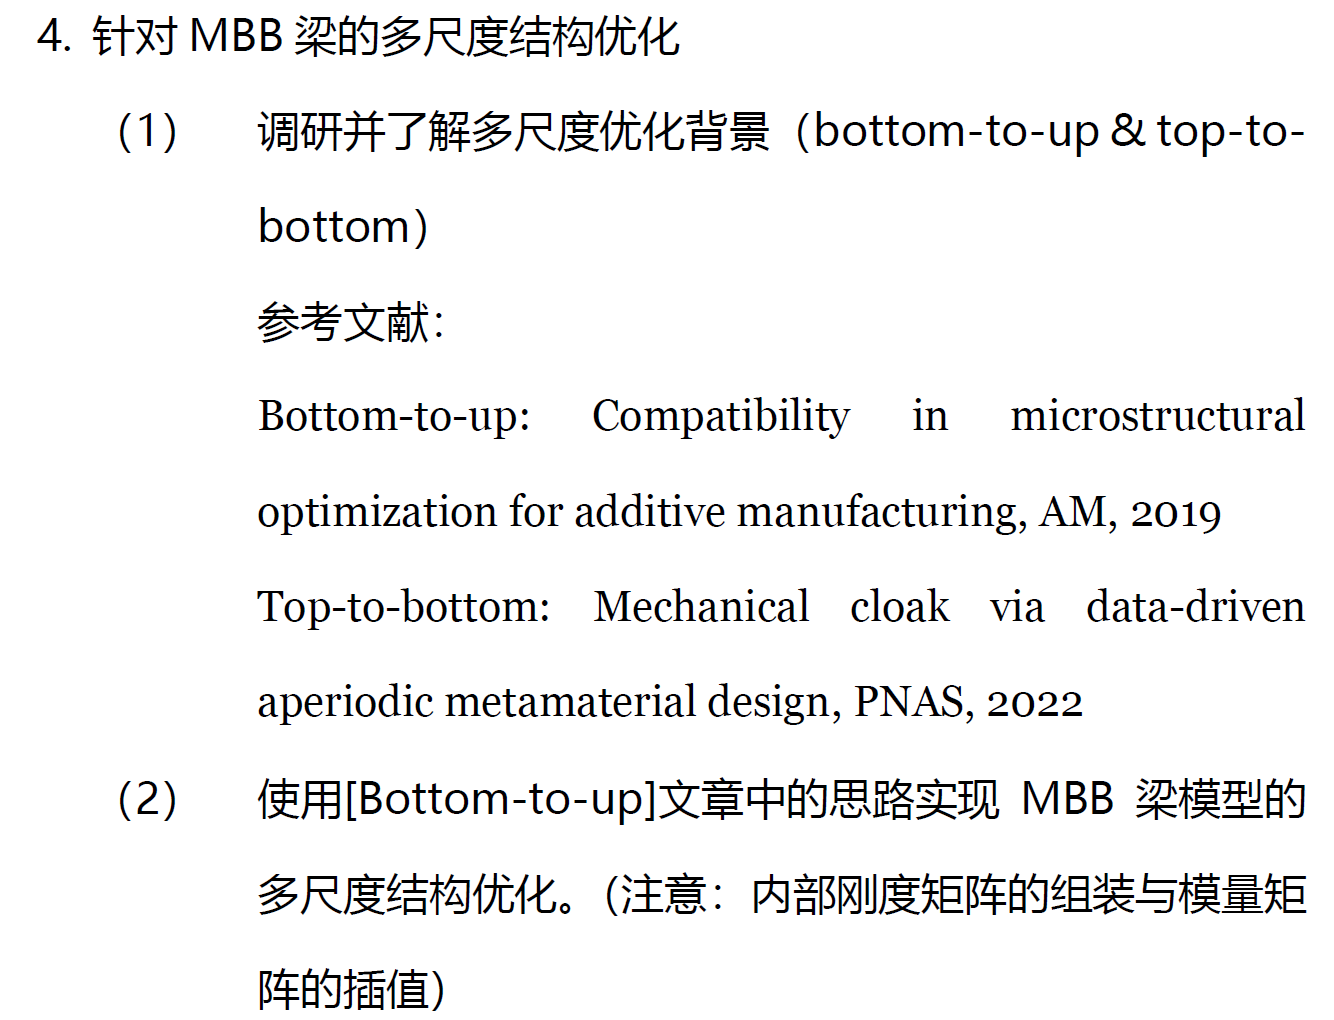 4. 针对 MBB 梁的多尺度结构优化
（1） 调研并了解多尺度优化背景（bottom-to-up & top-to-
bottom）
参考文献：
Bottom-to-up: Compatibility in microstructural
optimization for additive manufacturing, AM, 2019
Top-to-bottom: Mechanical cloak via data-driven
aperiodic metamaterial design, PNAS, 2022
（2） 使用[Bottom-to-up]文章中的思路实现 MBB 梁模型的
多尺度结构优化。（注意：内部刚度矩阵的组装与模量矩
阵的插值）